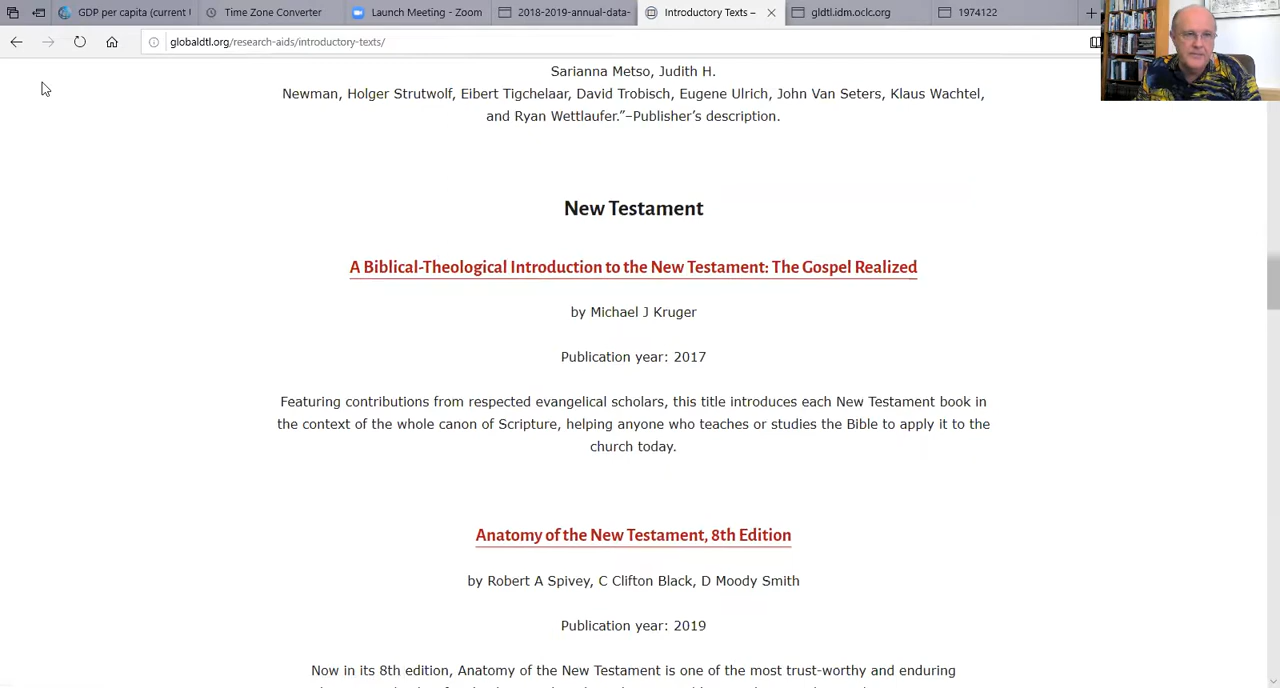 GDP per capita (current U
Time Zone Converter
Launch Meeting - Zoom
2018-2019-annual-data-
Introductory Texts –
gldtl.idm.oclc.org
1974122
globaldtl.org/research-aids/introductory-texts/
Sarianna Metso, Judith H.
Newman, Holger Strutwolf, Eibert Tigchelaar, David Trobisch, Eugene Ulrich, John Van Seters, Klaus Wachtel,
and Ryan Wettlaufer.”–Publisher’s description.
New Testament
A Biblical-Theological Introduction to the New Testament: The Gospel Realized
by Michael J Kruger
Publication year: 2017
Featuring contributions from respected evangelical scholars, this title introduces each New Testament book in
the context of the whole canon of Scripture, helping anyone who teaches or studies the Bible to apply it to the
church today.
Anatomy of the New Testament, 8th Edition
by Robert A Spivey, C Clifton Black, D Moody Smith
Publication year: 2019
Now in its 8th edition, Anatomy of the New Testament is one of the most trust-worthy and enduring